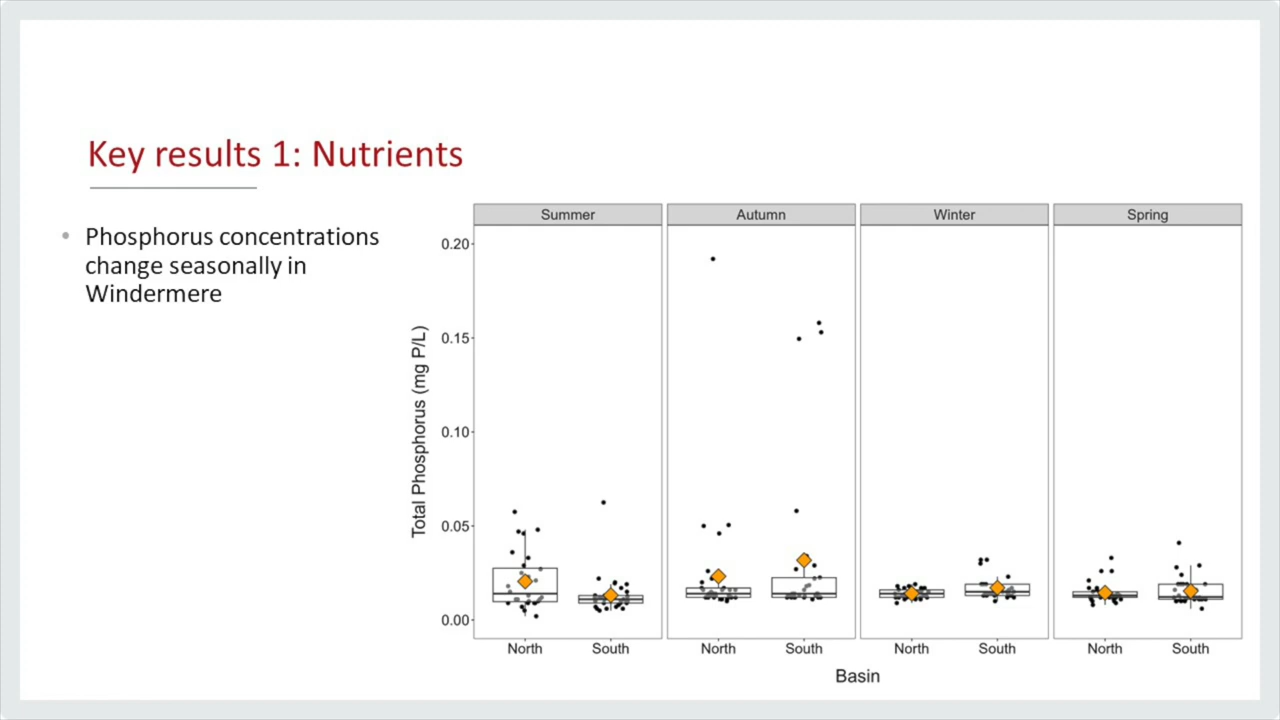 Key results 1: Nutrients
• Phosphorus concentrations
change seasonally in
Windermere
Summer
Autumn
Winter
Spring
Total Phosphorus (mg P/L)
0.20
0.15
0.10
0.05
0.00
North
South
North
South
North
South
North
South
Basin